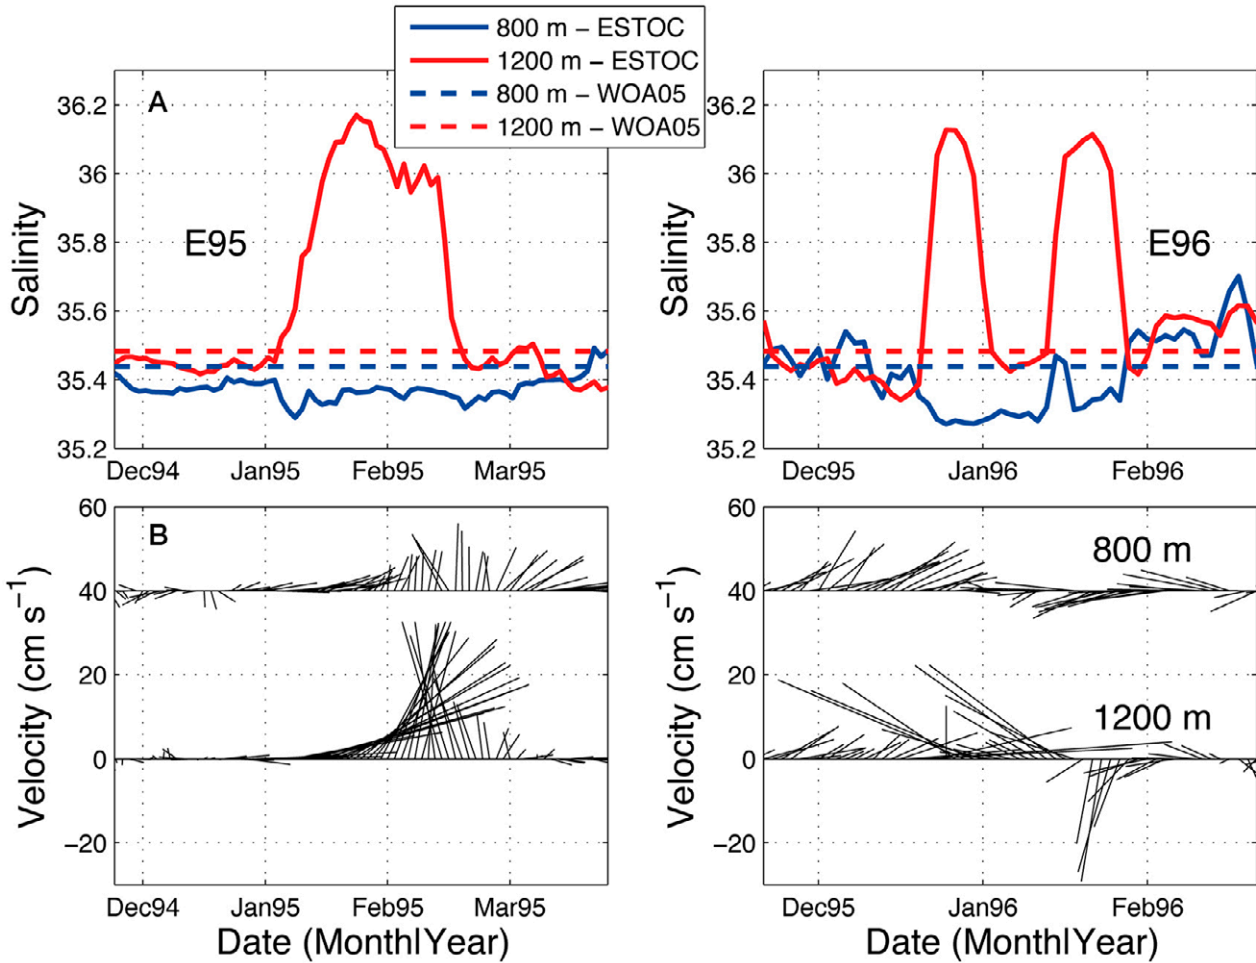 800 m – ESTOC
1200 m – ESTOC
800 m – WOA05
1200 m – WOA05
A
E95
Salinity
36.2
36
35.8
35.6
35.4
35.2
Dec94 Jan95 Feb95 Mar95
E96
Salinity
36.2
36
35.8
35.6
35.4
35.2
Dec95 Jan96 Feb96
B
Velocity (cm s⁻¹)
60
40
20
0
−20
Dec94 Jan95 Feb95 Mar95
Date (Month|Year)
800 m
1200 m
Velocity (cm s⁻¹)
60
40
20
0
−20
Dec95 Jan96 Feb96
Date (Month|Year)